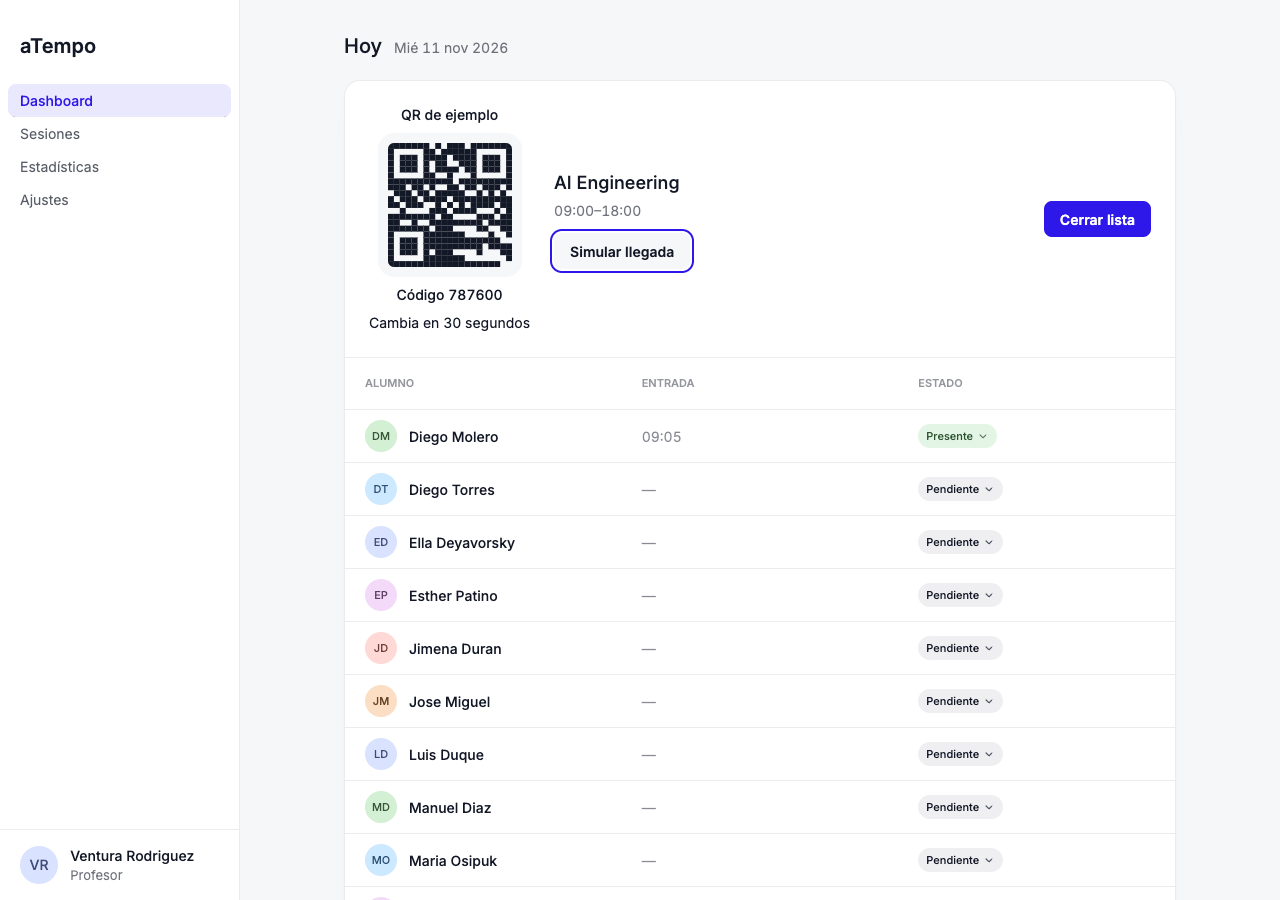 aTempo
Dashboard
Sesiones
Estadísticas
Ajustes
Ventura Rodriguez
VR
Profesor
Hoy Mié 11 nov 2026
QR de ejemplo
AI Engineering
09:00–18:00
Simular llegada
Cerrar lista
Código 787600
Cambia en 30 segundos
ALUMNO ENTRADA ESTADO
DM Diego Molero 09:05 Presente
DT Diego Torres — Pendiente
ED Ella Deyavorsky — Pendiente
EP Esther Patino — Pendiente
JD Jimena Duran — Pendiente
JM Jose Miguel — Pendiente
LD Luis Duque — Pendiente
MD Manuel Diaz — Pendiente
MO Maria Osipuk — Pendiente